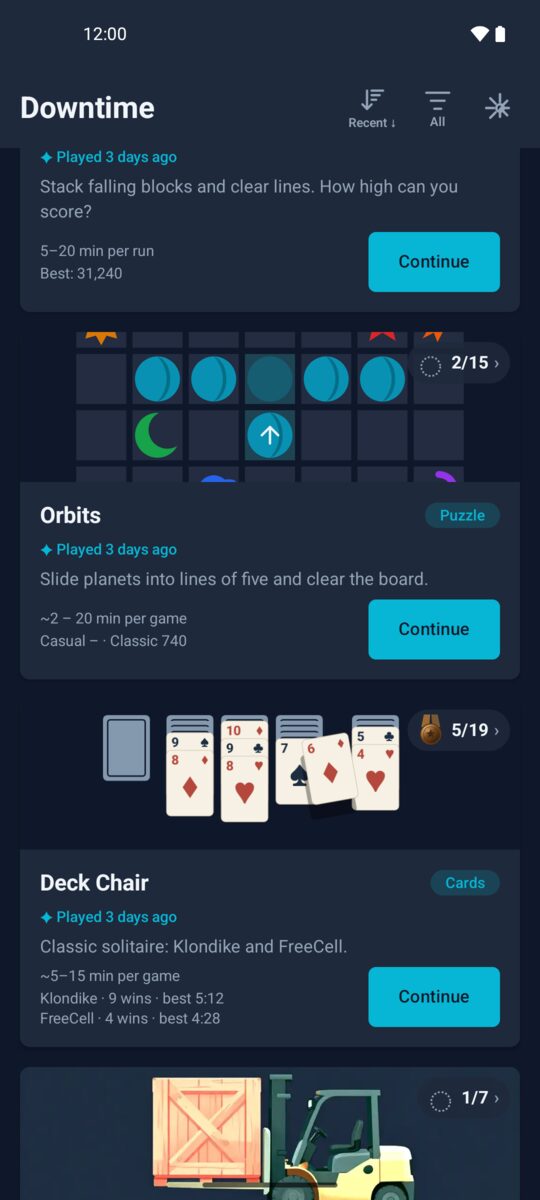 12:00
Downtime
Recent ↓
All
Played 3 days ago
Stack falling blocks and clear lines. How high can you
score?
5–20 min per run
Best: 31,240
Continue
2/15 ›
Orbits
Puzzle
Played 3 days ago
Slide planets into lines of five and clear the board.
~2 – 20 min per game
Casual – · Classic 740
Continue
5/19 ›
9
8
10
9
8
7
6
5
4
Deck Chair
Cards
Played 3 days ago
Classic solitaire: Klondike and FreeCell.
~5–15 min per game
Klondike · 9 wins · best 5:12
FreeCell · 4 wins · best 4:28
Continue
1/7 ›